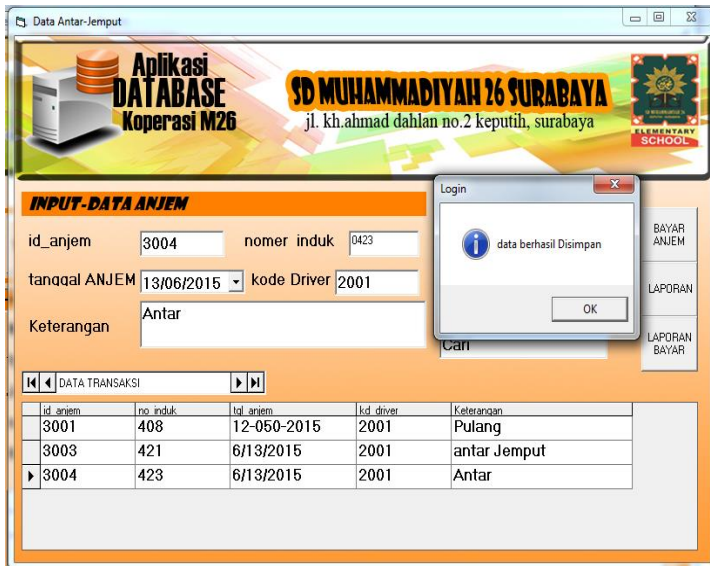 Data Antar-Jemput
Aplikasi
DATABASE
Koperasi M26
SD MUHAMMADIYAH 26 SURABAYA
jl. kh.ahmad dahlan no.2 keputih, surabaya
ELEMENTARY
SCHOOL
INPUT-DATA ANJEM
Login
data berhasil Disimpan
OK
id_anjem
3004
nomer induk
0423
tanggal ANJEM
13/06/2015
kode Driver
2001
Keterangan
Antar
Cari
BAYAR
ANJEM
LAPORAN
LAPORAN
BAYAR
DATA TRANSAKSI
id_anjem no_induk tgl_anjem kd_driver Keterangan
3001 408 12-050-2015 2001 Pulang
3003 421 6/13/2015 2001 antar Jemput
3004 423 6/13/2015 2001 Antar